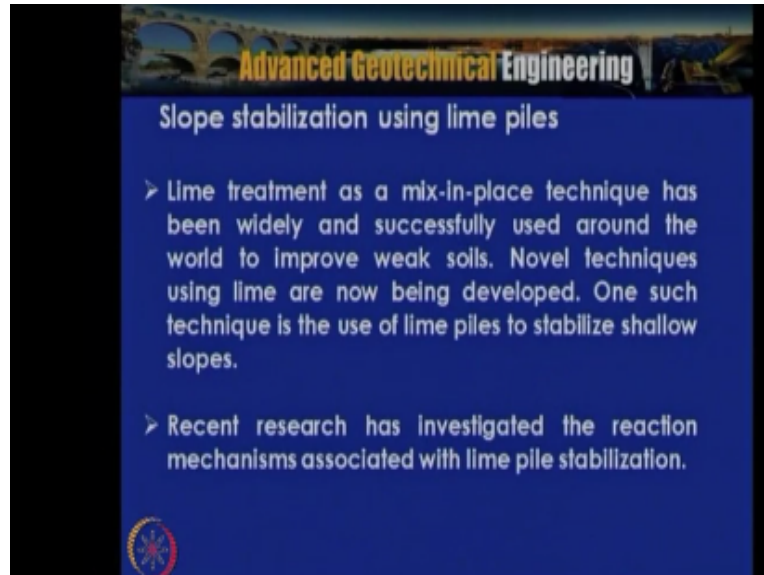 Advanced Geotechnical Engineering
Slope stabilization using lime piles
➢ Lime treatment as a mix-in-place technique has
been widely and successfully used around the
world to improve weak soils. Novel techniques
using lime are now being developed. One such
technique is the use of lime piles to stabilize shallow
slopes.
➢ Recent research has investigated the reaction
mechanisms associated with lime pile stabilization.